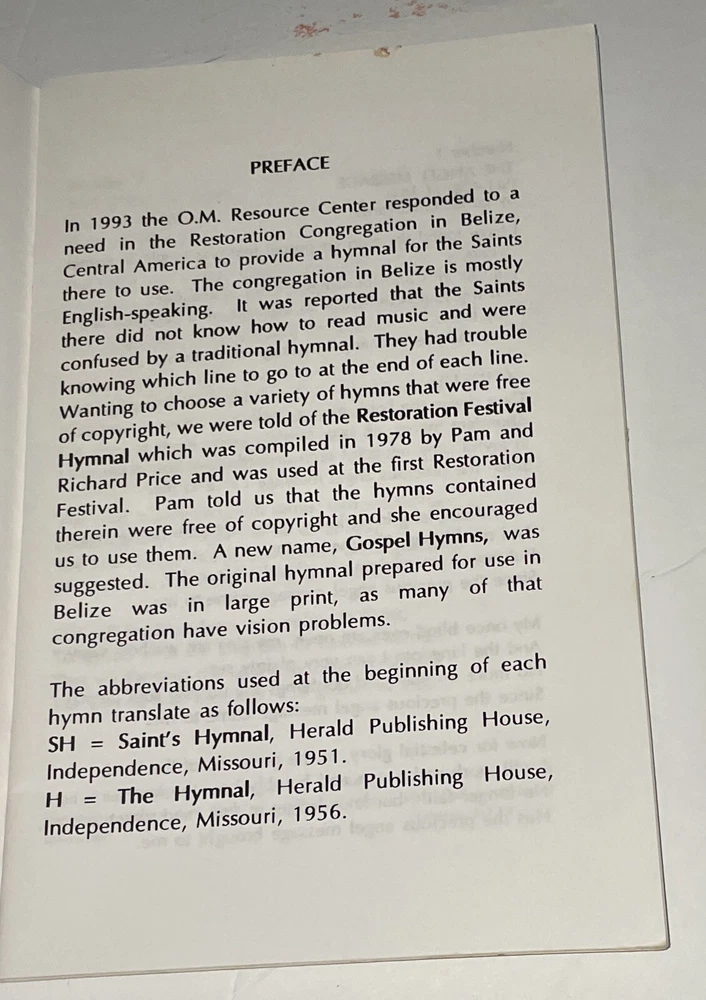 PREFACE
In 1993 the O.M. Resource Center responded to a
need in the Restoration Congregation in Belize,
Central America to provide a hymnal for the Saints
there to use. The congregation in Belize is mostly
English-speaking. It was reported that the Saints
there did not know how to read music and were
confused by a traditional hymnal. They had trouble
knowing which line to go to at the end of each line.
Wanting to choose a variety of hymns that were free
of copyright, we were told of the Restoration Festival
Hymnal which was compiled in 1978 by Pam and
Richard Price and was used at the first Restoration
Festival. Pam told us that the hymns contained
therein were free of copyright and she encouraged
us to use them. A new name, Gospel Hymns, was
suggested. The original hymnal prepared for use in
Belize was in large print, as many of that
congregation have vision problems.
The abbreviations used at the beginning of each
hymn translate as follows:
SH = Saint's Hymnal, Herald Publishing House,
Independence, Missouri, 1951.
H = The Hymnal, Herald Publishing House,
Independence, Missouri, 1956.